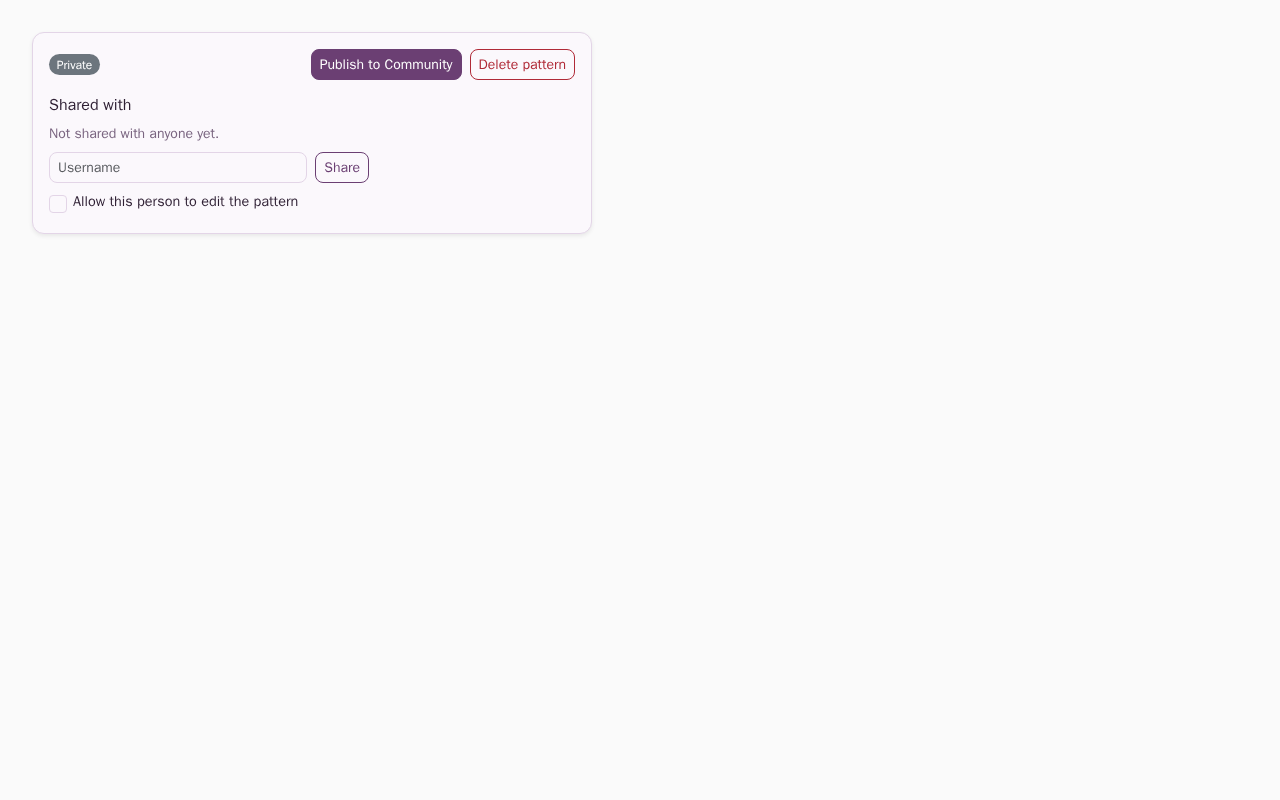 Private
Publish to Community
Delete pattern
Shared with
Not shared with anyone yet.
Username
Share
Allow this person to edit the pattern